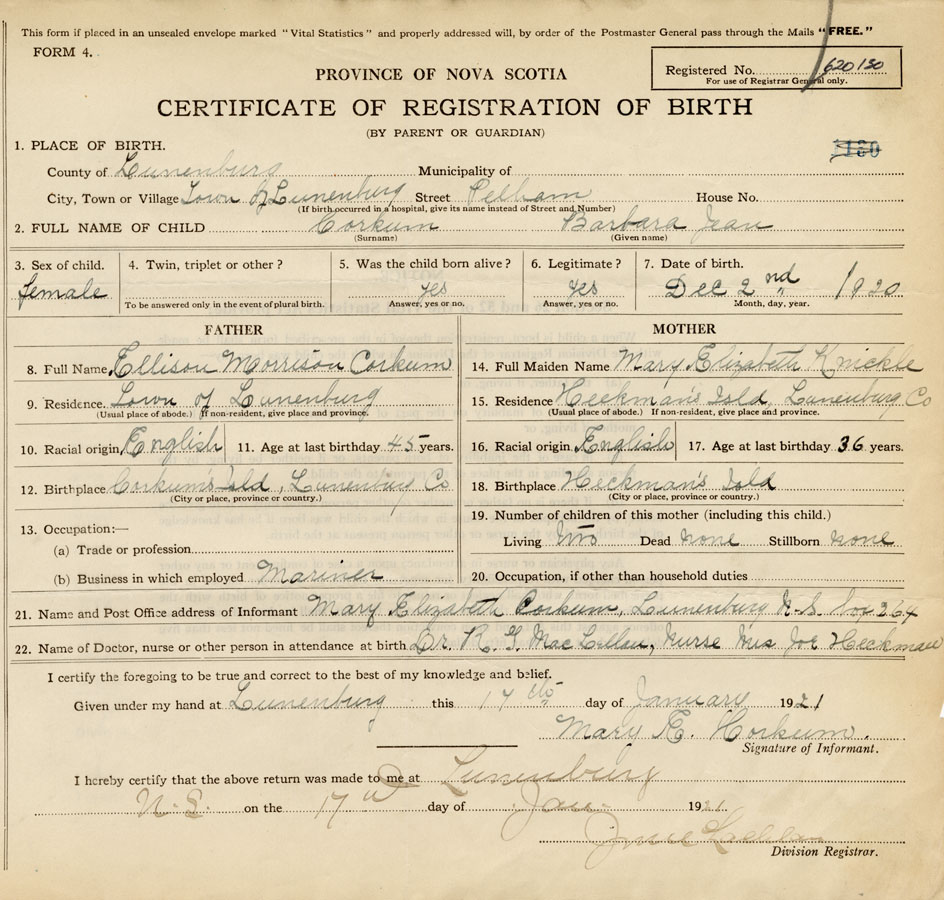 This form if placed in an unsealed envelope marked "Vital Statistics" and properly addressed will, by order of the Postmaster General pass through the Mails "FREE."
FORM 4.
PROVINCE OF NOVA SCOTIA
Registered No. 620130
For use of Registrar General only.
CERTIFICATE OF REGISTRATION OF BIRTH
(BY PARENT OR GUARDIAN)
1. PLACE OF BIRTH.
County of Lunenburg Municipality of
City, Town or Village Town of Lunenburg Street Pelham House No.
(If birth occurred in a hospital, give its name instead of Street and Number)
2. FULL NAME OF CHILD Corkum Barbara Jean
(Surname) (Given name)
3. Sex of child. 4. Twin, triplet or other? 5. Was the child born alive? 6. Legitimate? 7. Date of birth.
female yes yes Dec 2nd 1920
To be answered only in the event of plural birth. Answer, yes or no. Answer, yes or no. Month, day, year.
FATHER
8. Full Name Ellison Morrison Corkum
9. Residence. Town of Lunenburg
(Usual place of abode.) If non-resident, give place and province.
10. Racial origin English 11. Age at last birthday 45 years.
12. Birthplace Corkum's Isld, Lunenburg Co
(City or place, province or country.)
13. Occupation:—
(a) Trade or profession
(b) Business in which employed Mariner
MOTHER
14. Full Maiden Name Mary Elizabeth Knickle
15. Residence Heckman's Isld, Lunenburg Co
(Usual place of abode.) If non-resident, give place and province.
16. Racial origin English 17. Age at last birthday 36 years.
18. Birthplace Heckman's Isld
(City or place, province or country.)
19. Number of children of this mother (including this child.)
Living two Dead none Stillborn none
20. Occupation, if other than household duties
21. Name and Post Office address of Informant Mary Elizabeth Corkum, Lunenburg N.S. 264
22. Name of Doctor, nurse or other person in attendance at birth Dr. R. G. MacLellan, Nurse Mrs Joe Heckman
I certify the foregoing to be true and correct to the best of my knowledge and belief.
Given under my hand at Lunenburg this 17th day of January 1921
Mary E. Corkum.
Signature of Informant.
I hereby certify that the above return was made to me at Lunenburg
N.S. on the 17th day of Jan. 1921
Division Registrar.